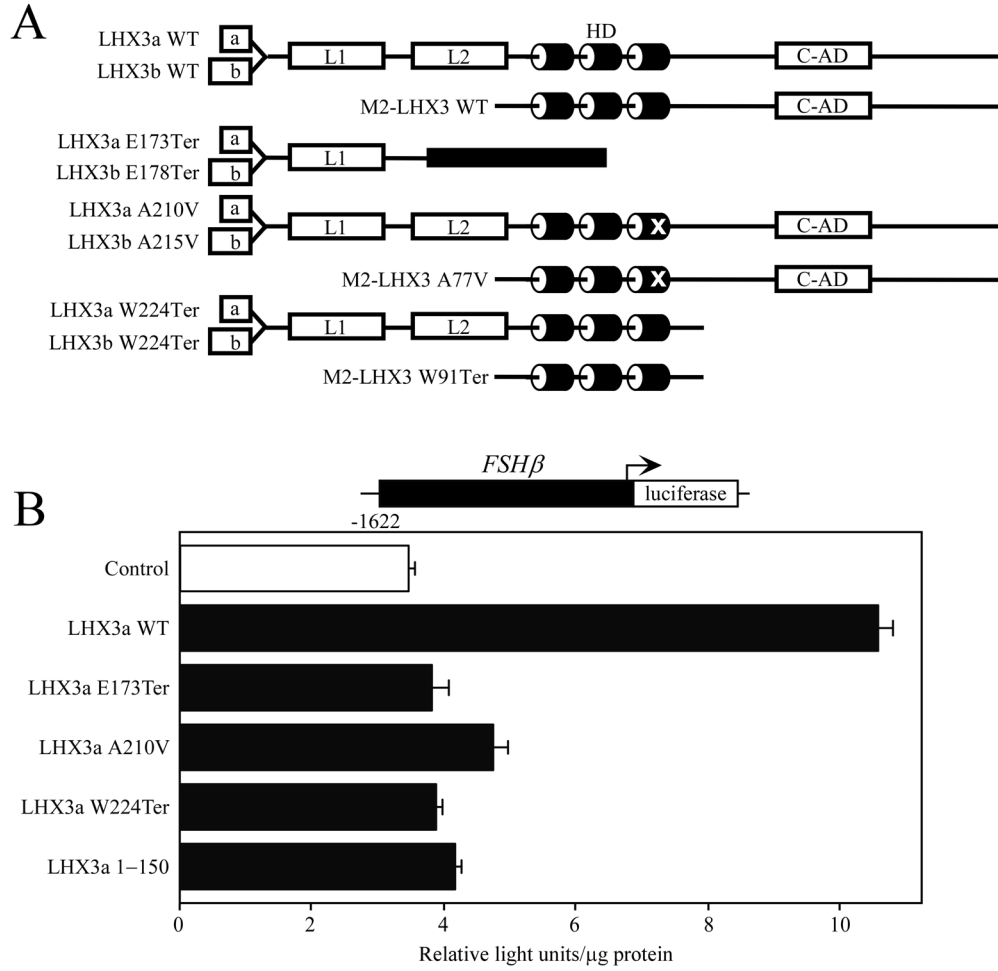 A
HD
LHX3a WT a
L1 L2 C-AD
LHX3b WT b
M2-LHX3 WT C-AD
LHX3a E173Ter a
L1
LHX3b E178Ter b
LHX3a A210V a
L1 L2 X C-AD
LHX3b A215V b
M2-LHX3 A77V X C-AD
LHX3a W224Ter a
L1 L2
LHX3b W224Ter b
M2-LHX3 W91Ter
B
FSHβ
luciferase
-1622
Control
LHX3a WT
LHX3a E173Ter
LHX3a A210V
LHX3a W224Ter
LHX3a 1–150
0 2 4 6 8 10
Relative light units/μg protein